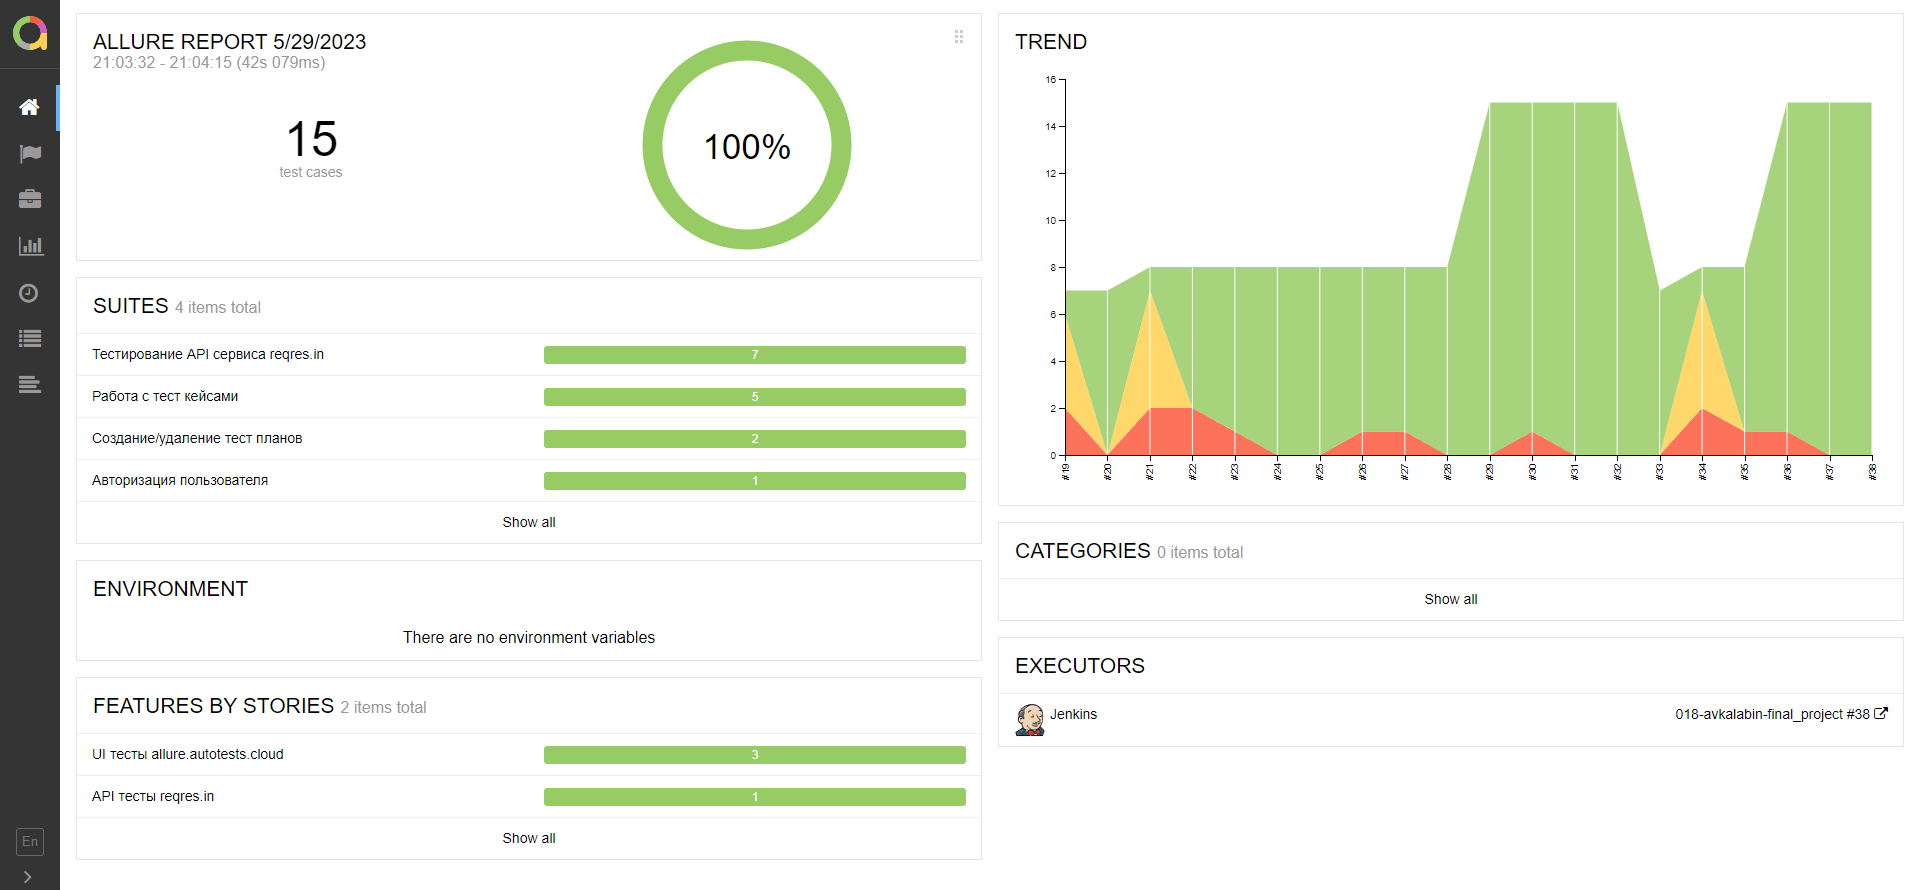 ALLURE REPORT 5/29/2023
21:03:32 - 21:04:15 (42s 079ms)
15
test cases
100%
SUITES 4 items total
Тестирование API сервиса reqres.in 7
Работа с тест кейсами 5
Создание/удаление тест планов 2
Авторизация пользователя 1
Show all
ENVIRONMENT
There are no environment variables
FEATURES BY STORIES 2 items total
UI тесты allure.autotests.cloud 3
API тесты reqres.in 1
Show all
TREND
16
14
12
10
8
6
4
2
0
#19 #20 #21 #22 #23 #24 #25 #26 #27 #28 #29 #30 #31 #32 #33 #34 #35 #36 #37 #38
CATEGORIES 0 items total
Show all
EXECUTORS
Jenkins 018-avkalabin-final_project #38
En